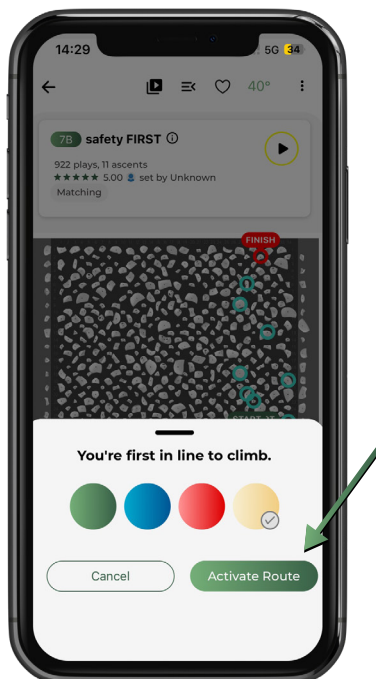 14:29
5G 34
40°
7B safety FIRST
922 plays, 11 ascents
★★★★★ 5.00 set by Unknown
Matching
FINISH
You're first in line to climb.
Cancel
Activate Route